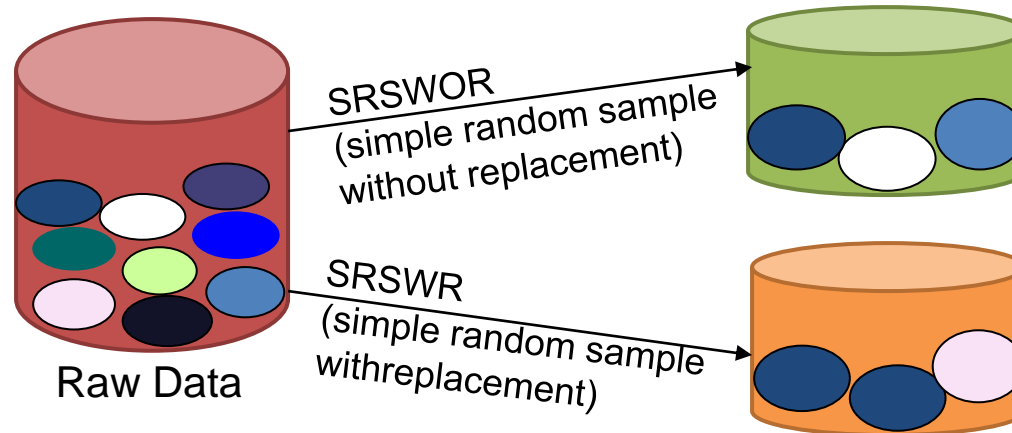 SRSWOR
(simple random sample
without replacement)
SRSWR
(simple random sample
withreplacement)
Raw Data